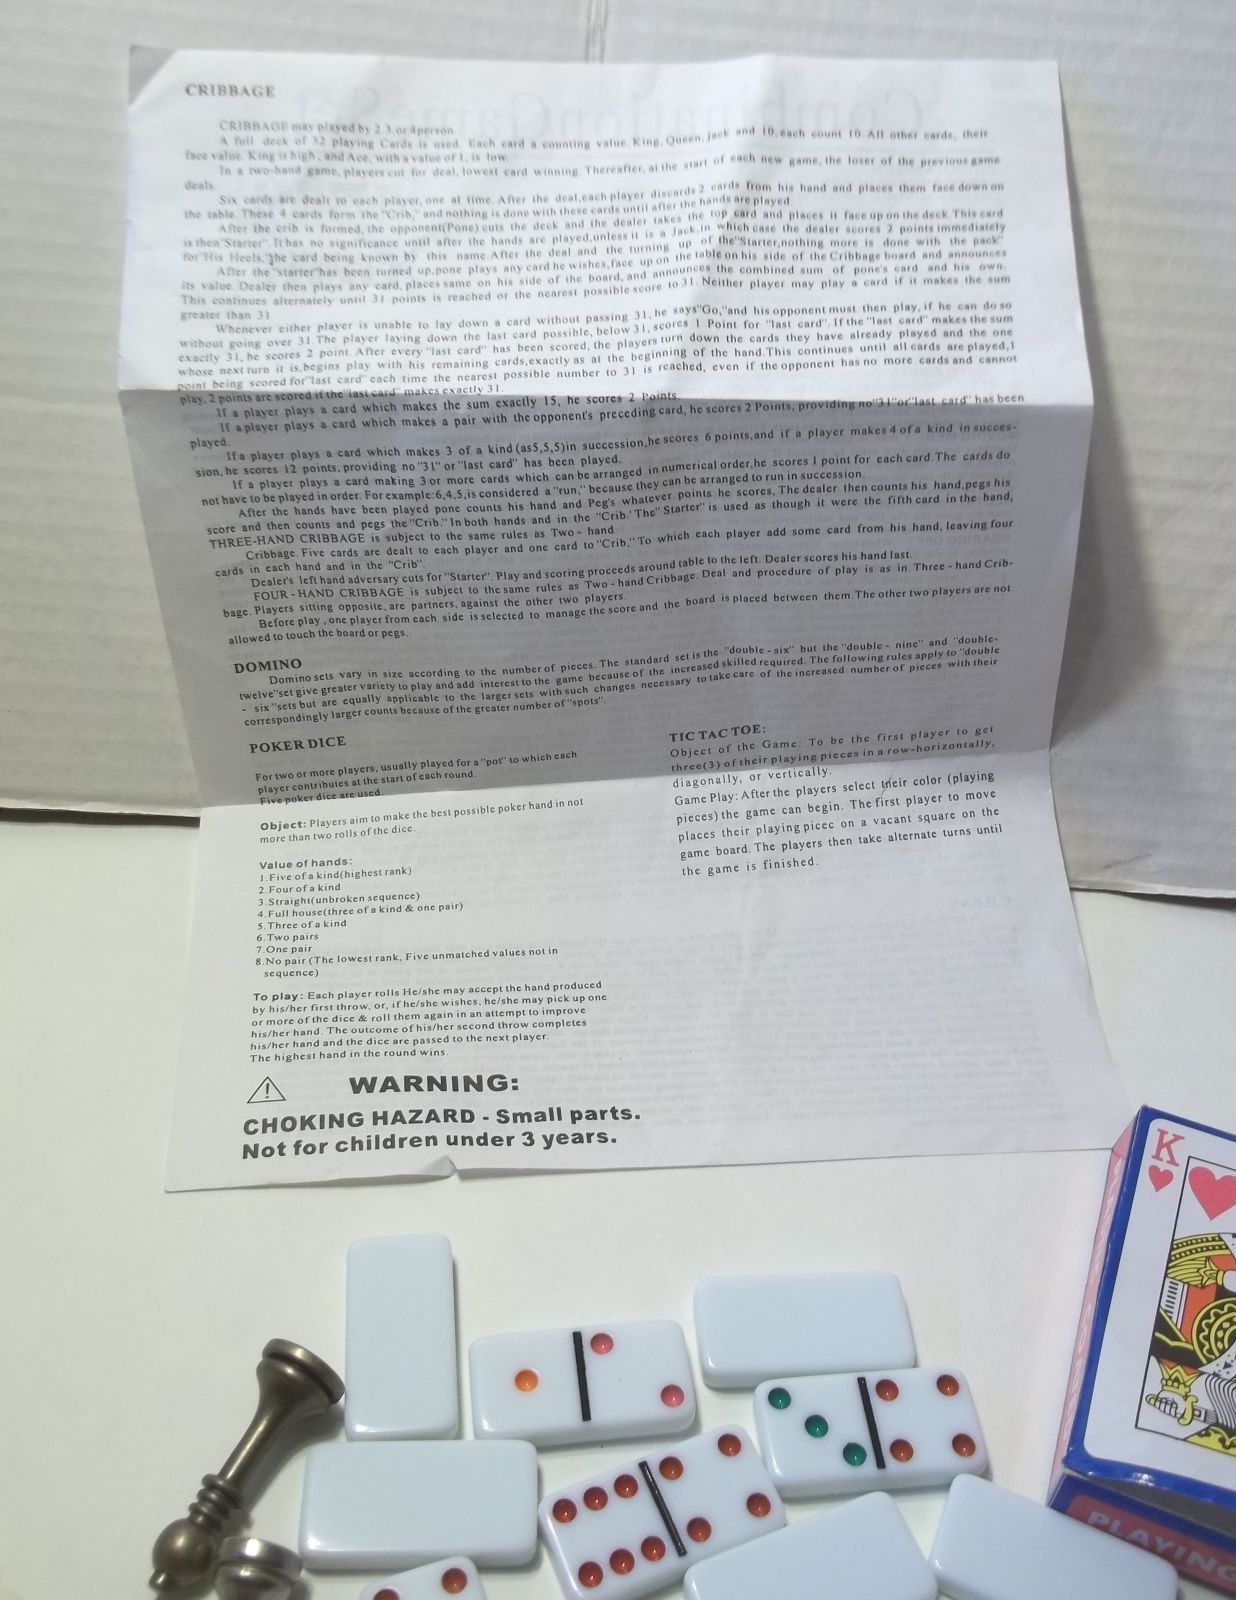 CRIBBAGE
CRIBBAGE may played by 2.3.or 4person.
A full deck of 52 playing Cards is used. Each card a counting value. King, Queen, jack and 10, each count 10. All other cards, their
face value. King is high, and Ace, with a value of 1, is low.
In a two-hand game, players cut for deal, lowest card winning. Thereafter, at the start of each new game, the loser of the previous game
deals.
Six cards are dealt to each player, one at time. After the deal,each player discards 2 cards from his hand and places them face down on
the table. These 4 cards form the "Crib," and nothing is done with these cards until after the hands are played.
After the crib is formed, the opponent(Pone) cuts the deck and the dealer takes the top card and places it face up on the deck. This card
is then"Starter". It has no significance until after the hands are played,unless it is a Jack,in which case the dealer scores 2 points immediately
for"His Heels,"the card being known by this name.After the deal and the turning up of the"Starter,nothing more is done with the pack"
After the "starter"has been turned up.pone plays any card he wishes,face up on the table on his side of the Cribbage board and announces
its value. Dealer then plays any card, places same on his side of the board, and announces the combined sum of pone's card and his own.
This continues alternately until 31 points is reached or the nearest possible score to 31. Neither player may play a card if it makes the sum
greater than 31
Whenever either player is unable to lay down a card without passing 31, he says"Go,"and his opponent must then play, if he can do so
without going over 31.The player laying down the last card possible, below 31, scores 1 Point for "last card". If the "last card" makes the sum
exactly 31, he scores 2 point. After every "last card" has been scored, the players turn down the cards they have already played and the one
whose next turn it is,begins play with his remaining cards,exactly as at the beginning of the hand.This continues until all cards are played,1
point being scored for"last card" each time the nearest possible number to 31 is reached, even if the opponent has no more cards and cannot
play, 2 points are scored if the"last card" makes exactly 31.
If a player plays a card which makes the sum exactly 15, he scores 2 Points.
If a player plays a card which makes a pair with the opponent's preceding card, he scores 2 Points, providing no"31"or"last card" has been
played.
If a player plays a card which makes 3 of a kind (as5,5,5)in succession,he scores 6 points,and if a player makes 4 of a kind in succes-
sion, he scores 12 points, providing no "31" or "last card" has been played.
If a player plays a card making 3 or more cards which can be arranged in numerical order,he scores 1 point for each card.The cards do
not have to be played in order. For example:6,4,5,is considered a "run," because they can be arranged to run in succession.
After the hands have been played pone counts his hand and Peg's whatever points he scores, The dealer then counts his hand,pegs his
score and then counts and pegs the "Crib." In both hands and in the "Crib.' The" Starter" is used as though it were the fifth card in the hand,
THREE-HAND CRIBBAGE is subject to the same rules as Two - hand
Cribbage. Five cards are dealt to each player and one card to "Crib," To which each player add some card from his hand, leaving four
cards in each hand and in the "Crib".
Dealer's left hand adversary cuts for "Starter". Play and scoring proceeds around table to the left. Dealer scores his hand last.
FOUR - HAND CRIBBAGE is subject to the same rules as Two - hand Cribbage. Deal and procedure of play is as in Three - hand Crib-
bage. Players sitting opposite, are partners, against the other two players.
Before play , one player from each side is selected to manage the score and the board is placed between them.The other two players are not
allowed to touch the board or pegs.
DOMINO
Domino sets vary in size according to the number of pieces. The standard set is the "double - six" but the "double - nine" and "double-
twelve"set give greater variety to play and add interest to the game because of the increased skilled required. The following rules apply to "double
- six "sets but are equally applicable to the larger sets with such changes necessary to take care of the increased number of pieces with their
correspondingly larger counts because of the greater number of "spots".
POKER DICE
For two or more players, usually played for a "pot" to which each
player contributes at the start of each round.
Five poker dice are used.
Object: Players aim to make the best possible poker hand in not
more than two rolls of the dice.
Value of hands:
1.Five of a kind(highest rank)
2.Four of a kind
3.Straight(unbroken sequence)
4.Full house(three of a kind & one pair)
5.Three of a kind
6.Two pairs
7.One pair
8.No pair (The lowest rank, Five unmatched values not in
sequence)
To play: Each player rolls He/she may accept the hand produced
by his/her first throw, or, if he/she wishes, he/she may pick up one
or more of the dice & roll them again in an attempt to improve
his/her hand. The outcome of his/her second throw completes
his/her hand and the dice are passed to the next player.
The highest hand in the round wins.
TIC TAC TOE:
Object of the Game: To be the first player to get
three(3) of their playing pieces in a row-horizontally,
diagonally, or vertically.
Game Play: After the players select their color (playing
pieces) the game can begin. The first player to move
places their playing picec on a vacant square on the
game board. The players then take alternate turns until
the game is finished.
WARNING:
CHOKING HAZARD - Small parts.
Not for children under 3 years.
K
PLAYING